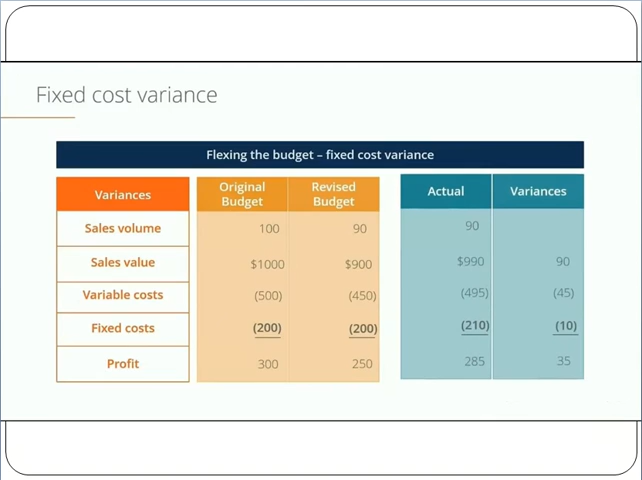 Fixed cost variance
Flexing the budget – fixed cost variance
Variances Original Budget Revised Budget Actual Variances
Sales volume 100 90 90
Sales value $1000 $900 $990 90
Variable costs (500) (450) (495) (45)
Fixed costs (200) (200) (210) (10)
Profit 300 250 285 35